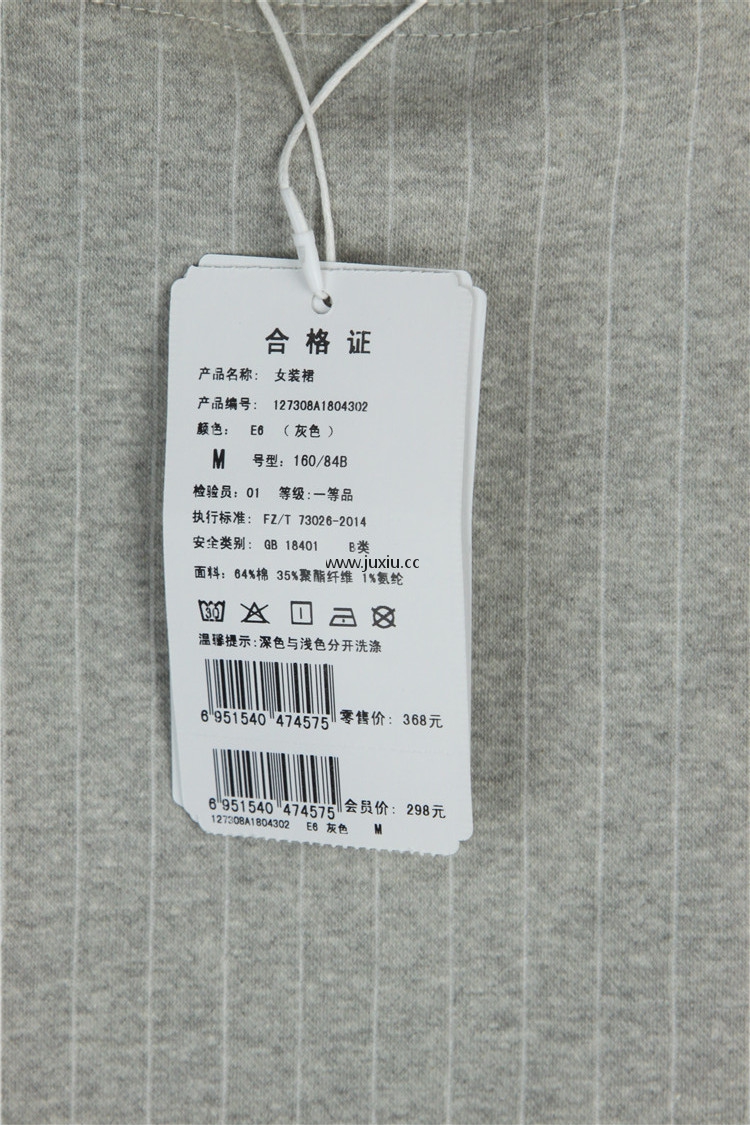 合格证
产品名称: 女装裙
产品编号: 127308A1804302
颜色: E6 (灰色)
M 号型: 160/84B
检验员: 01 等级:一等品
执行标准: FZ/T 73026-2014
安全类别: GB 18401 B类
www.juxiu.cc
面料: 64%棉 35%聚酯纤维 1%氨纶
30
温馨提示:深色与浅色分开洗涤
6 951540 474575 零售价: 368元
6 951540 474575 会员价: 298元
127308A1804302 E6 灰色 M